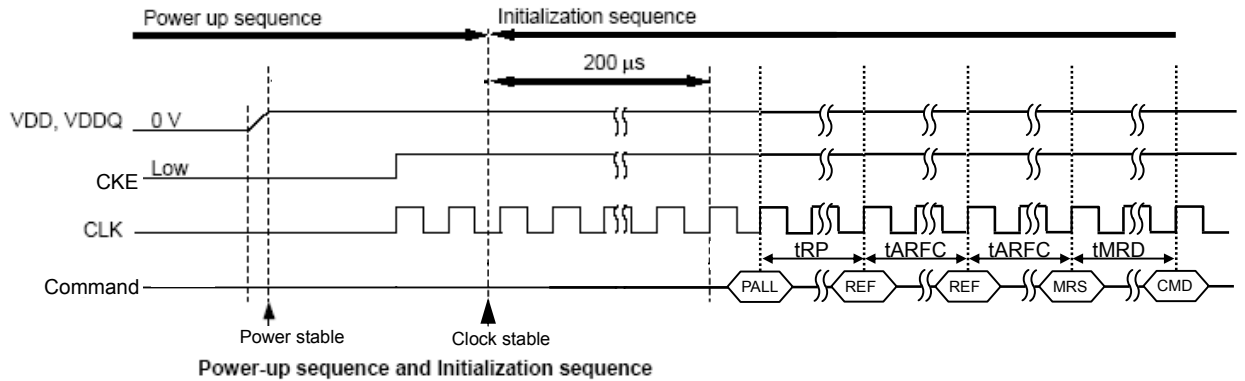 Power up sequence Initialization sequence
200 µs
VDD, VDDQ 0 V
CKE Low
CLK
tRP tARFC tARFC tMRD
Command PALL REF REF MRS CMD
Power stable Clock stable
Power-up sequence and Initialization sequence